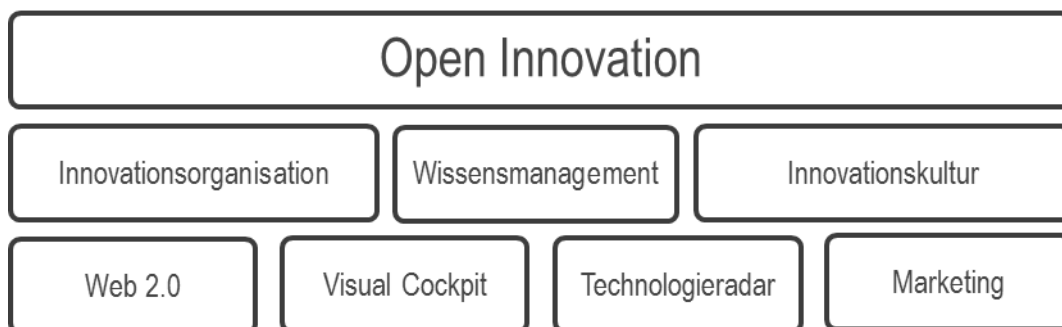 Open Innovation
Innovationsorganisation
Wissensmanagement
Innovationskultur
Web 2.0
Visual Cockpit
Technologieradar
Marketing